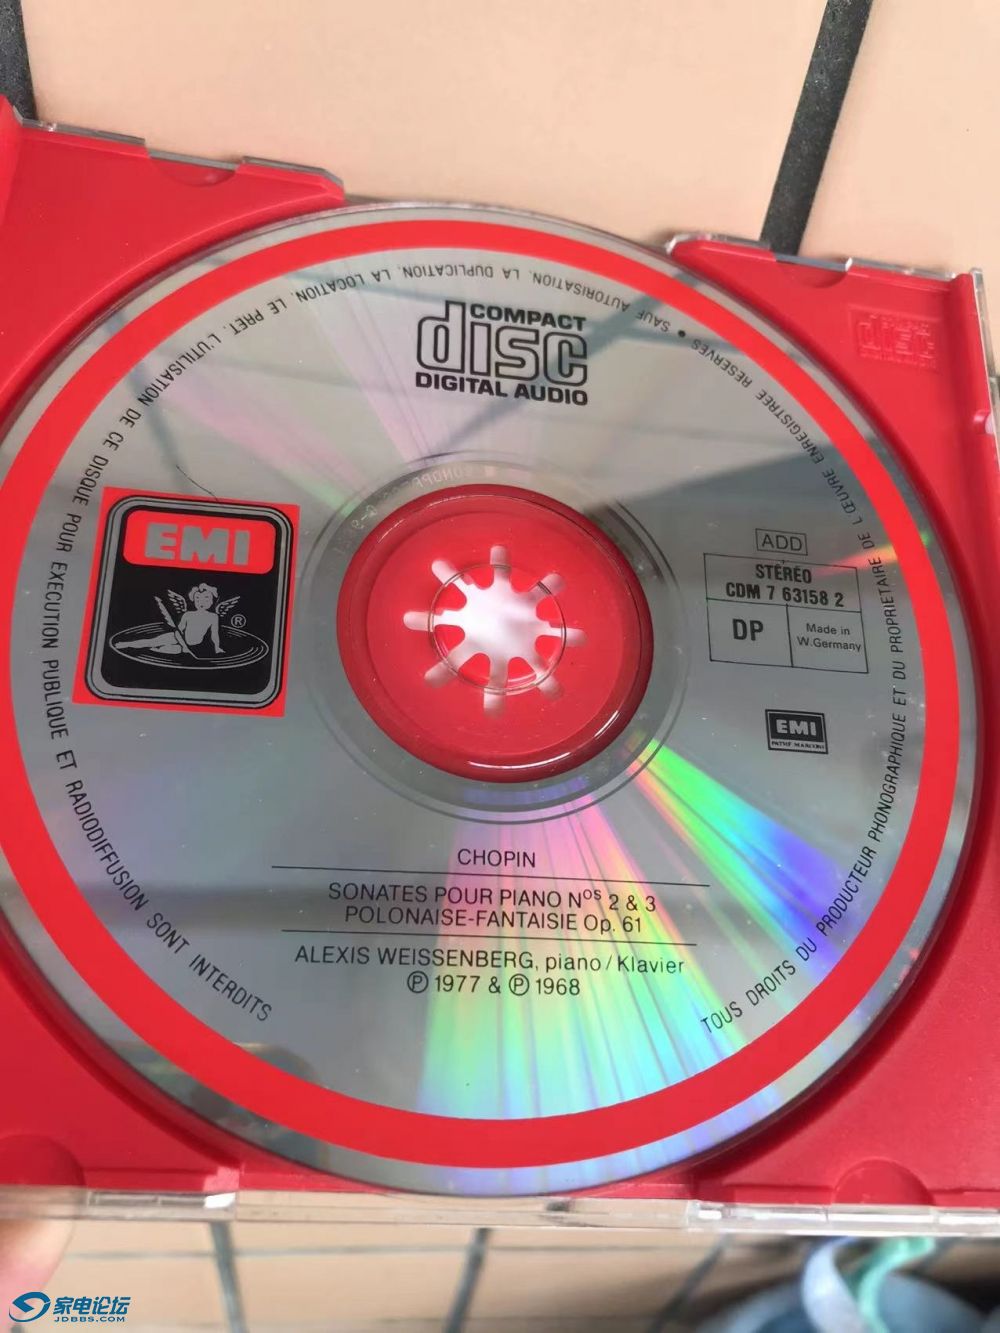 COMPACT
disc
DIGITAL AUDIO
TOUS DROITS DU PRODUCTEUR PHONOGRAPHIQUE ET DU PROPRIETAIRE DE L'ŒUVRE ENREGISTREE RESERVES • SAUF AUTORISATION, LA DUPLICATION, LA LOCATION, LE PRET, L'UTILISATION DE CE DISQUE POUR EXECUTION PUBLIQUE ET RADIODIFFUSION SONT INTERDITS
EMI
®
ADD
STÉRÉO
CDM 7 63158 2
DP
Made in
W.Germany
EMI
PATHE MARCONI
CHOPIN
SONATES POUR PIANO Nos 2 & 3
POLONAISE-FANTAISIE Op. 61
ALEXIS WEISSENBERG, piano / Klavier
Ⓟ 1977 & Ⓟ 1968
家电论坛
JDBBS.COM